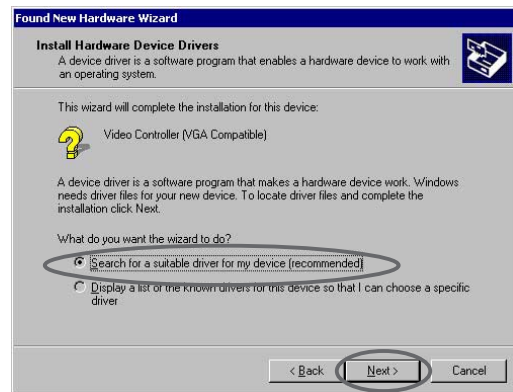 Found New Hardware Wizard
Install Hardware Device Drivers
A device driver is a software program that enables a hardware device to work with
an operating system.
This wizard will complete the installation for this device:
Video Controller (VGA Compatible)
A device driver is a software program that makes a hardware device work. Windows
needs driver files for your new device. To locate driver files and complete the
installation click Next.
What do you want the wizard to do?
Search for a suitable driver for my device (recommended)
Display a list of the known drivers for this device so that I can choose a specific
driver
< Back Next > Cancel